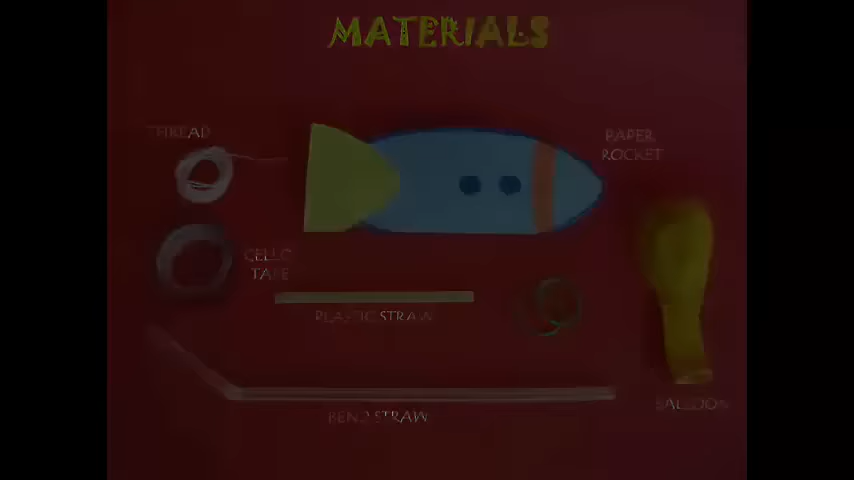 MATERIALS
THREAD
PAPER
ROCKET
CELLO
TAPE
PLASTIC STRAW
BEND STRAW
BALLOON